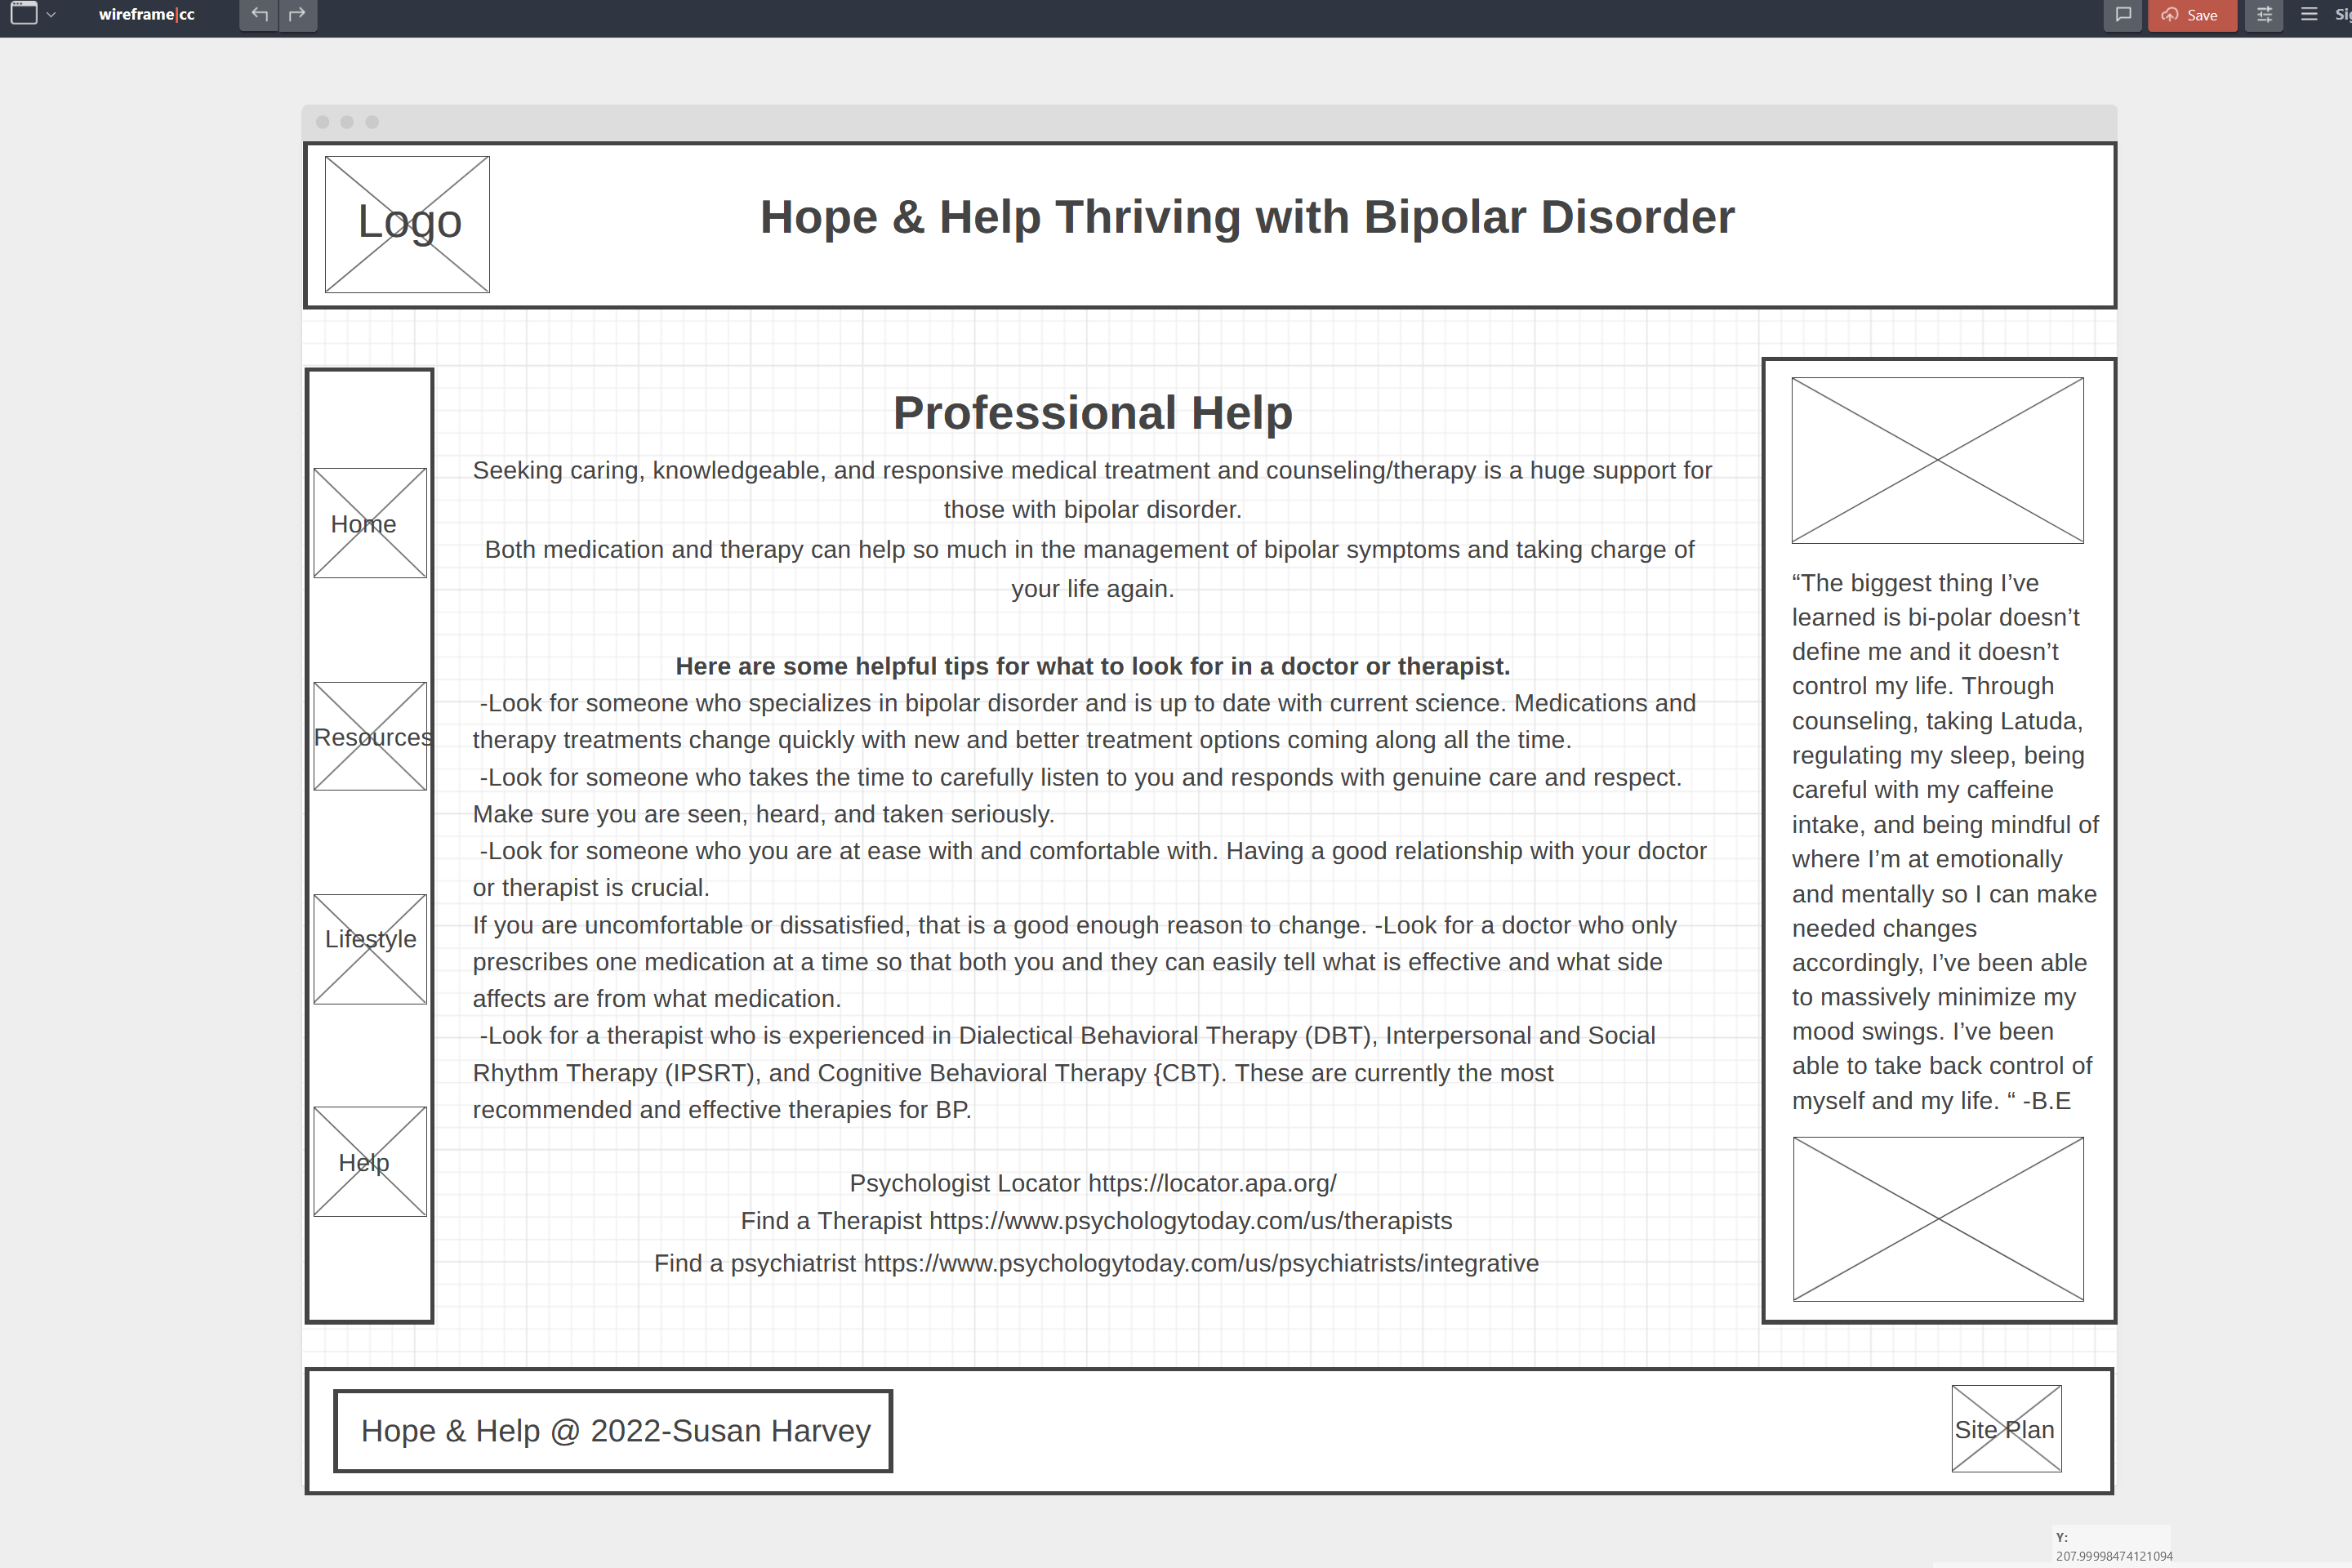 wireframe|cc
Save
Logo
Hope & Help Thriving with Bipolar Disorder
Home
Resources
Lifestyle
Help
Professional Help
Seeking caring, knowledgeable, and responsive medical treatment and counseling/therapy is a huge support for
those with bipolar disorder.
Both medication and therapy can help so much in the management of bipolar symptoms and taking charge of
your life again.
Here are some helpful tips for what to look for in a doctor or therapist.
-Look for someone who specializes in bipolar disorder and is up to date with current science. Medications and
therapy treatments change quickly with new and better treatment options coming along all the time.
-Look for someone who takes the time to carefully listen to you and responds with genuine care and respect.
Make sure you are seen, heard, and taken seriously.
-Look for someone who you are at ease with and comfortable with. Having a good relationship with your doctor
or therapist is crucial.
If you are uncomfortable or dissatisfied, that is a good enough reason to change. -Look for a doctor who only
prescribes one medication at a time so that both you and they can easily tell what is effective and what side
affects are from what medication.
-Look for a therapist who is experienced in Dialectical Behavioral Therapy (DBT), Interpersonal and Social
Rhythm Therapy (IPSRT), and Cognitive Behavioral Therapy {CBT). These are currently the most
recommended and effective therapies for BP.
Psychologist Locator https://locator.apa.org/
Find a Therapist https://www.psychologytoday.com/us/therapists
Find a psychiatrist https://www.psychologytoday.com/us/psychiatrists/integrative
“The biggest thing I’ve
learned is bi-polar doesn’t
define me and it doesn’t
control my life. Through
counseling, taking Latuda,
regulating my sleep, being
careful with my caffeine
intake, and being mindful of
where I’m at emotionally
and mentally so I can make
needed changes
accordingly, I’ve been able
to massively minimize my
mood swings. I’ve been
able to take back control of
myself and my life. “ -B.E
Hope & Help @ 2022-Susan Harvey
Site Plan
Y:
207.99998474121094